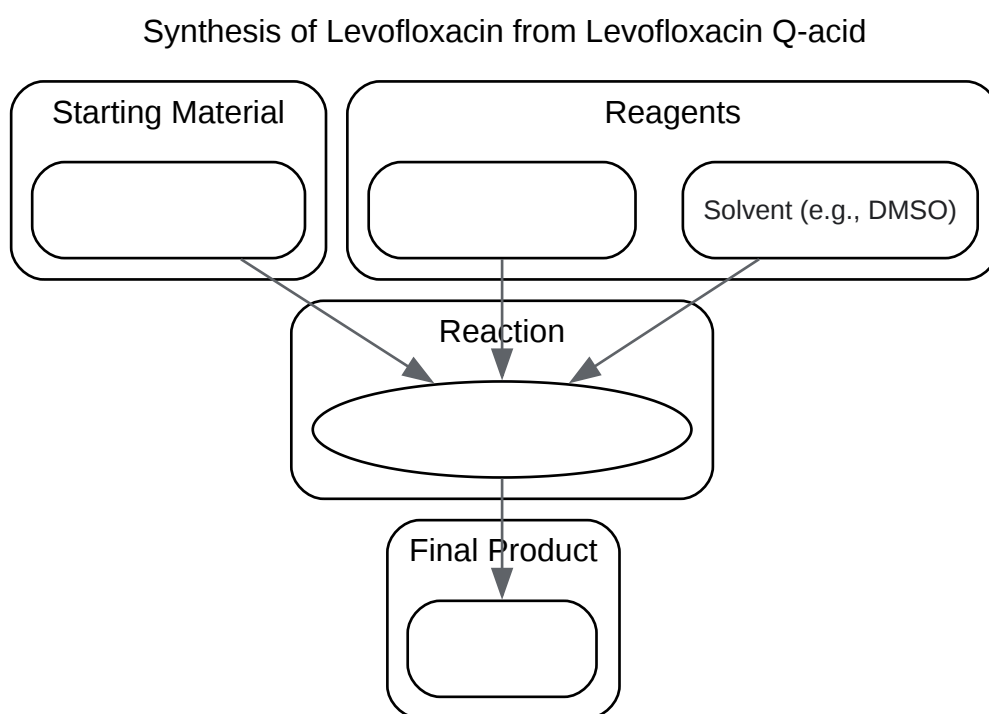 Synthesis of Levofloxacin from Levofloxacin Q-acid
Starting Material
Reagents
Solvent (e.g., DMSO)
Reaction
Final Product